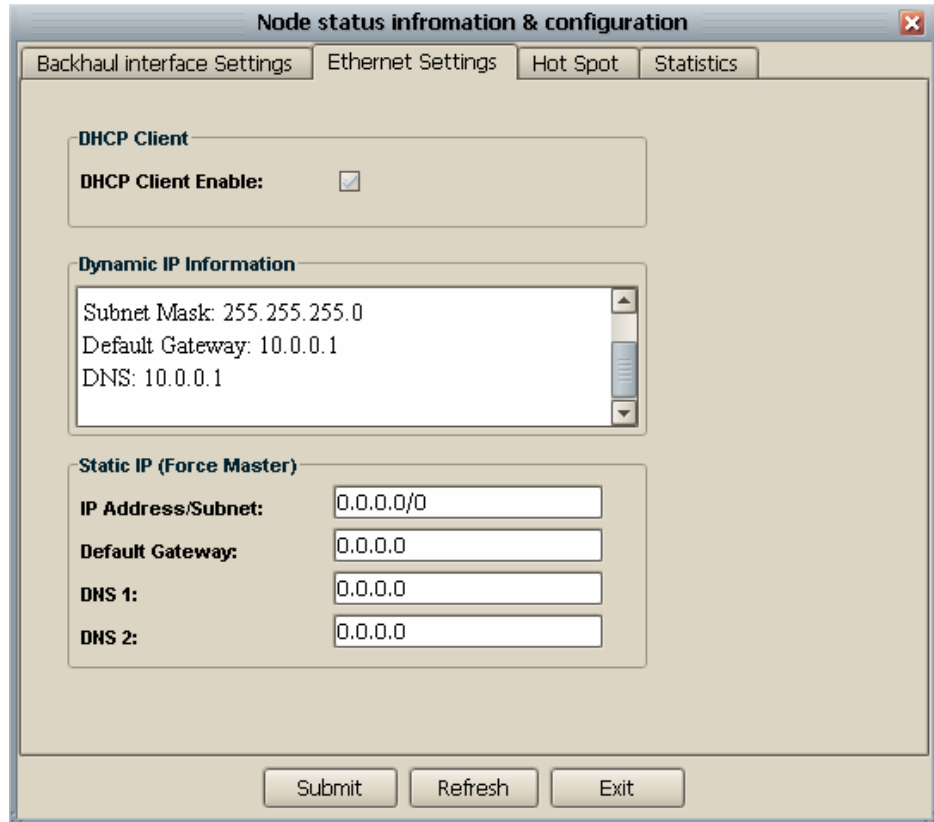 Node status infromation & configuration
Backhaul interface Settings Ethernet Settings Hot Spot Statistics
DHCP Client
DHCP Client Enable:
Dynamic IP Information
Subnet Mask: 255.255.255.0
Default Gateway: 10.0.0.1
DNS: 10.0.0.1
Static IP (Force Master)
IP Address/Subnet: 0.0.0.0/0
Default Gateway: 0.0.0.0
DNS 1: 0.0.0.0
DNS 2: 0.0.0.0
Submit Refresh Exit